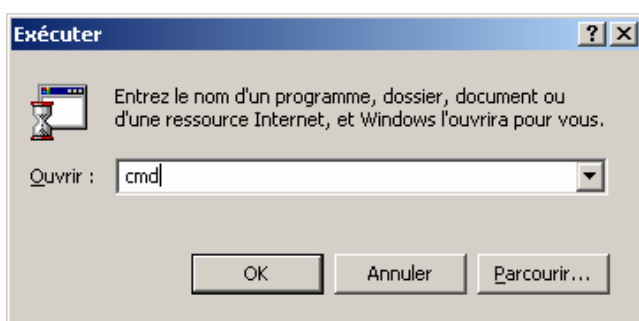 Exécuter
Entrez le nom d'un programme, dossier, document ou
d'une ressource Internet, et Windows l'ouvrira pour vous.
Ouvrir : cmd
OK Annuler Parcourir...